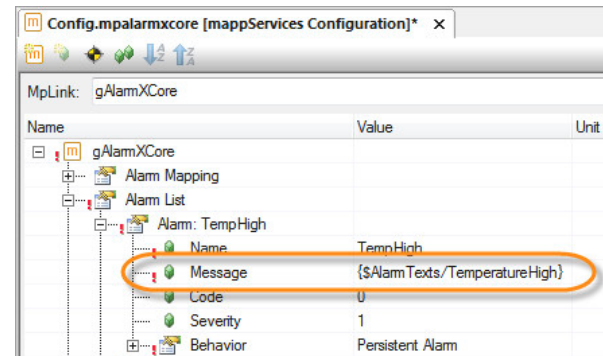 Config.mpalarmxcore [mappServices Configuration]* ×
MpLink: gAlarmXCore
Name Value Unit
gAlarmXCore
Alarm Mapping
Alarm List
Alarm: TempHigh
Name TempHigh
Message {$AlarmTexts/TemperatureHigh}
Code 0
Severity 1
Behavior Persistent Alarm